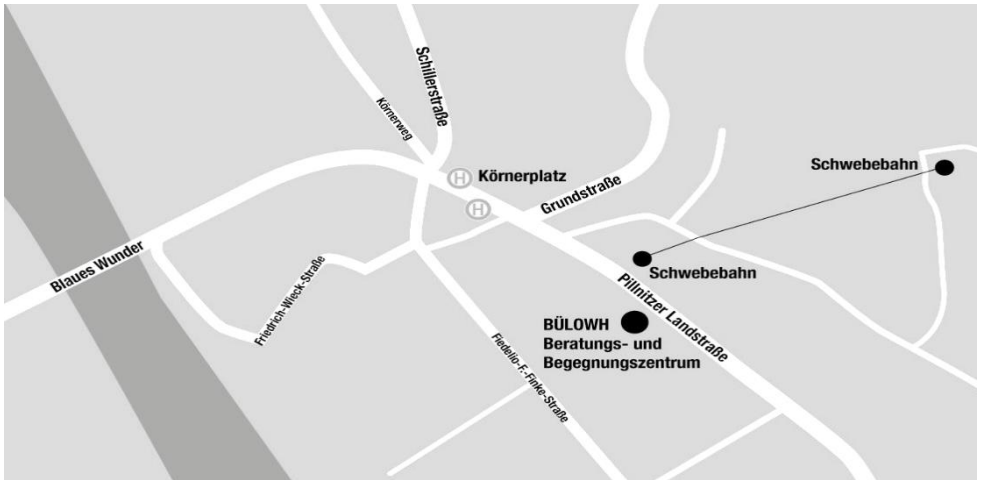 Schillerstraße
Körnerweg
H
Körnerplatz
H
Grundstraße
Schwebebahn
Blaues Wunder
Friedrich-Wieck-Straße
Schwebebahn
Pillnitzer Landstraße
BÜLOWH
Beratungs- und
Begegnungszentrum
Fiedelio-F.-Finke-Straße